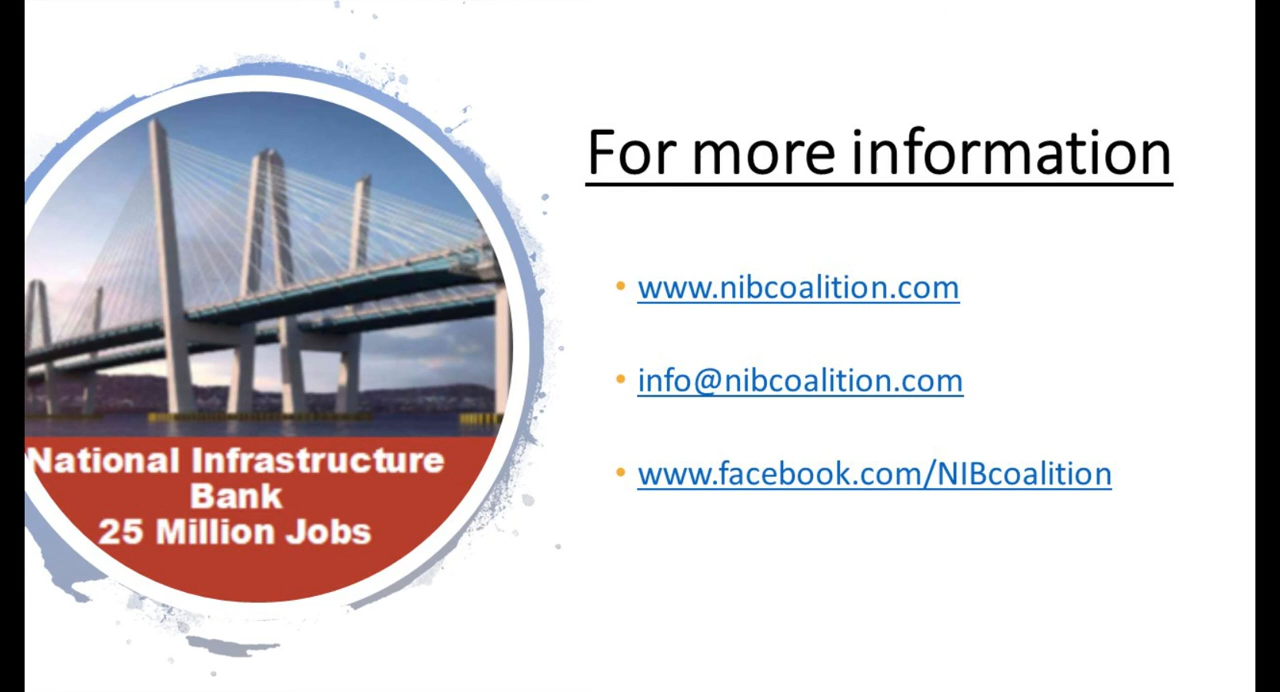 For more information
• www.nibcoalition.com
• info@nibcoalition.com
• www.facebook.com/NIBcoalition
National Infrastructure
Bank
25 Million Jobs